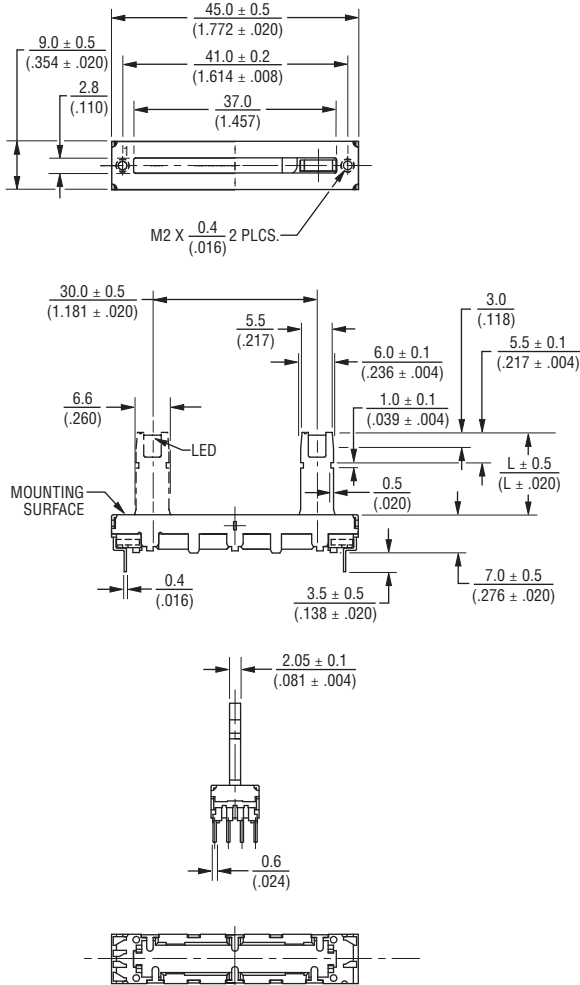 45.0 ± 0.5
(1.772 ± .020)
9.0 ± 0.5
(.354 ± .020)
41.0 ± 0.2
(1.614 ± .008)
2.8
(.110)
37.0
(1.457)
M2 X 0.4 2 PLCS.
(.016)
30.0 ± 0.5
(1.181 ± .020)
3.0
(.118)
5.5
(.217)
5.5 ± 0.1
(.217 ± .004)
6.0 ± 0.1
(.236 ± .004)
6.6
(.260)
1.0 ± 0.1
(.039 ± .004)
LED
L ± 0.5
(L ± .020)
MOUNTING
SURFACE
0.5
(.020)
0.4
(.016)
3.5 ± 0.5
(.138 ± .020)
7.0 ± 0.5
(.276 ± .020)
2.05 ± 0.1
(.081 ± .004)
0.6
(.024)